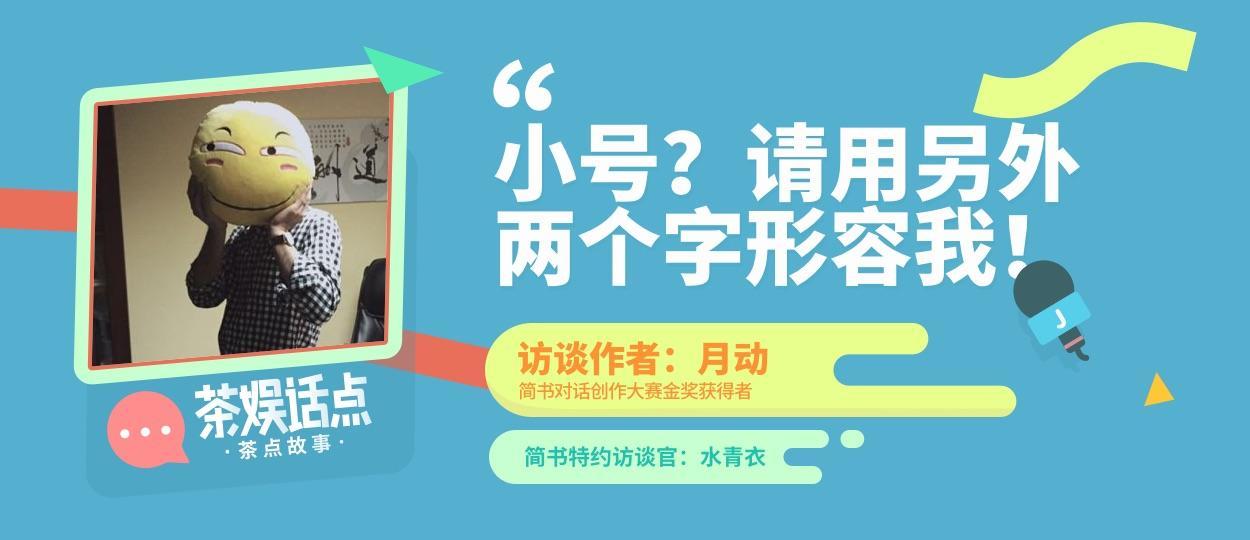 小号？请用另外
两个字形容我！
访谈作者：月动
简书对话创作大赛金奖获得者
简书特约访谈官：水青衣
茶娱话点
·茶点故事·
J
道